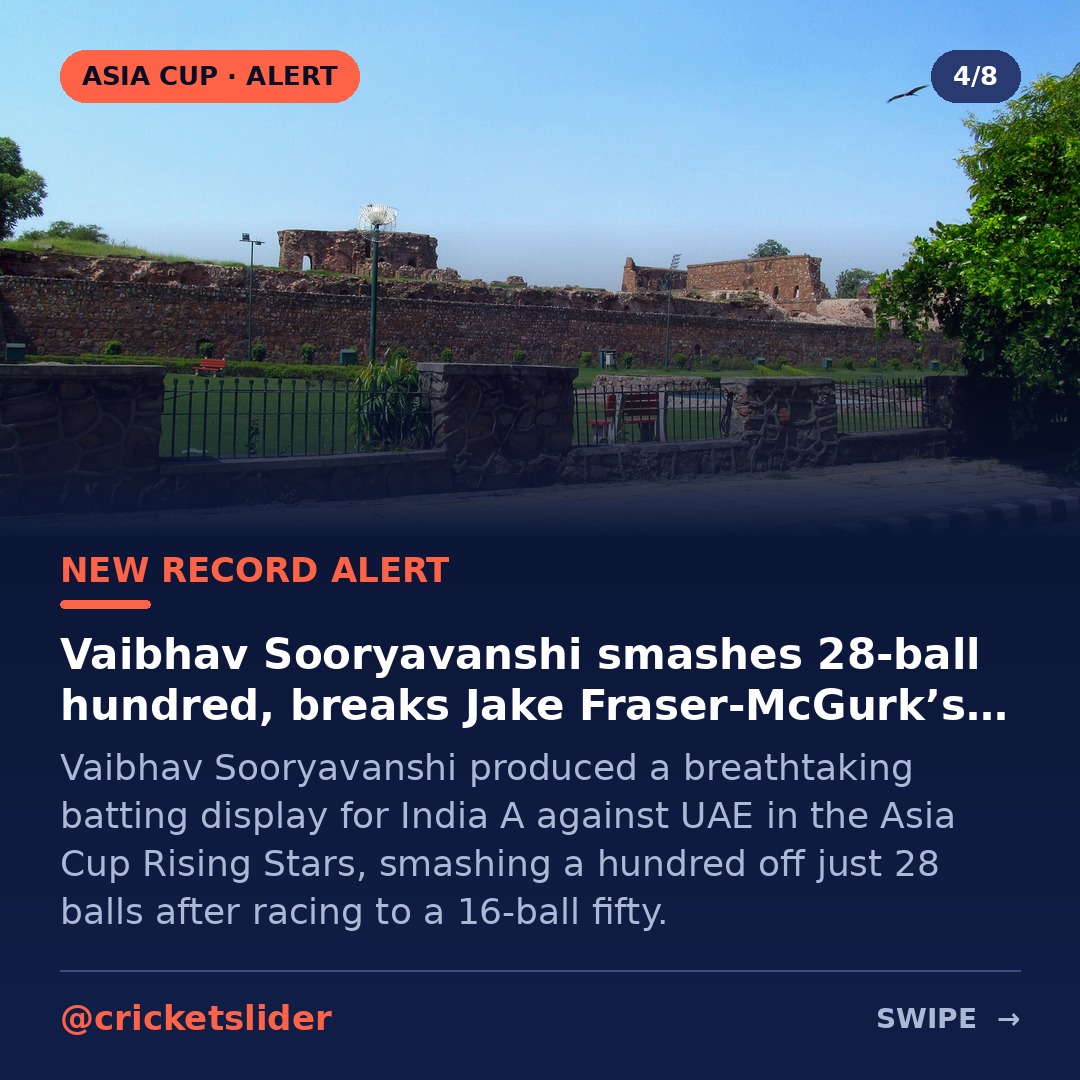 ASIA CUP · ALERT
4/8
NEW RECORD ALERT
Vaibhav Sooryavanshi smashes 28-ball
hundred, breaks Jake Fraser-McGurk’s…
Vaibhav Sooryavanshi produced a breathtaking
batting display for India A against UAE in the Asia
Cup Rising Stars, smashing a hundred off just 28
balls after racing to a 16-ball fifty.
@cricketslider
SWIPE →